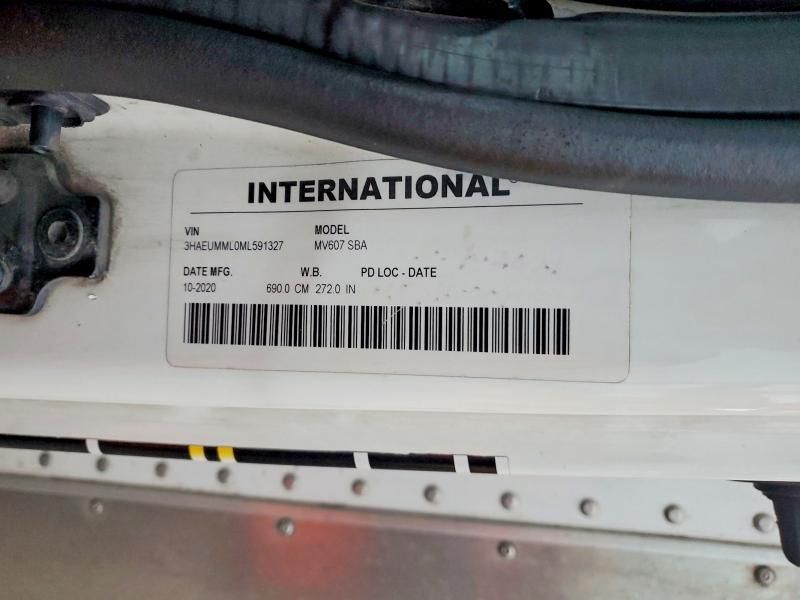 INTERNATIONAL®
VIN MODEL
3HAEUMML0ML591327 MV607 SBA
DATE MFG. W.B. PD LOC - DATE
10-2020 690.0 CM 272.0 IN